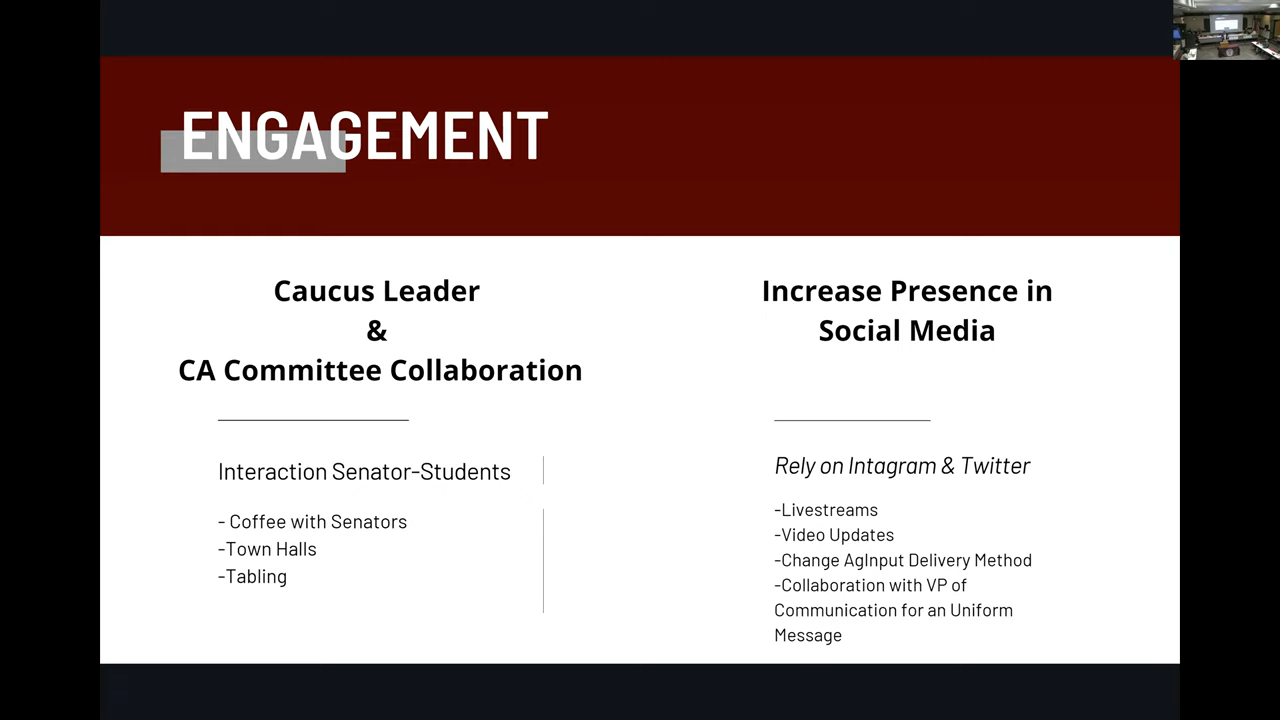 ENGAGEMENT
Caucus Leader
&
CA Committee Collaboration
Interaction Senator-Students
- Coffee with Senators
-Town Halls
-Tabling
Increase Presence in
Social Media
Rely on Intagram & Twitter
-Livestreams
-Video Updates
-Change AgInput Delivery Method
-Collaboration with VP of
Communication for an Uniform
Message